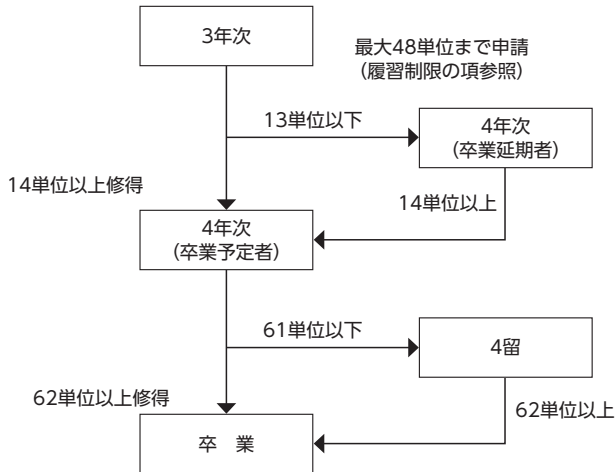 3年次
最大48単位まで申請
(履習制限の項参照)
13単位以下
4年次
(卒業延期者)
14単位以上修得
14単位以上
4年次
(卒業予定者)
61単位以下
4留
62単位以上修得
62単位以上
卒　業